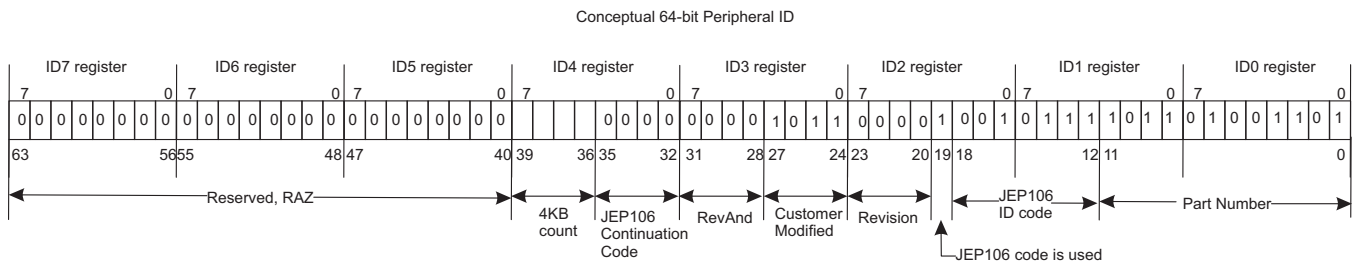 Conceptual 64-bit Peripheral ID
ID7 register ID6 register ID5 register ID4 register ID3 register ID2 register ID1 register ID0 register
7 0 7 0 7 0 7 0 7 0 7 0 7 0 7 0
0 0 0 0 0 0 0 0 0 0 0 0 0 0 0 0 0 0 0 0 0 0 0 0 0 0 0 0 0 0 0 0 1 0 1 1 0 0 0 0 1 0 0 1 0 1 1 1 1 0 1 1 0 1 0 0 1 1 0 1
63 56 55 48 47 40 39 36 35 32 31 28 27 24 23 20 19 18 12 11 0
Reserved, RAZ
4KB
count
JEP106
Continuation
Code
RevAnd
Customer
Modified
Revision
JEP106
ID code
Part Number
JEP106 code is used